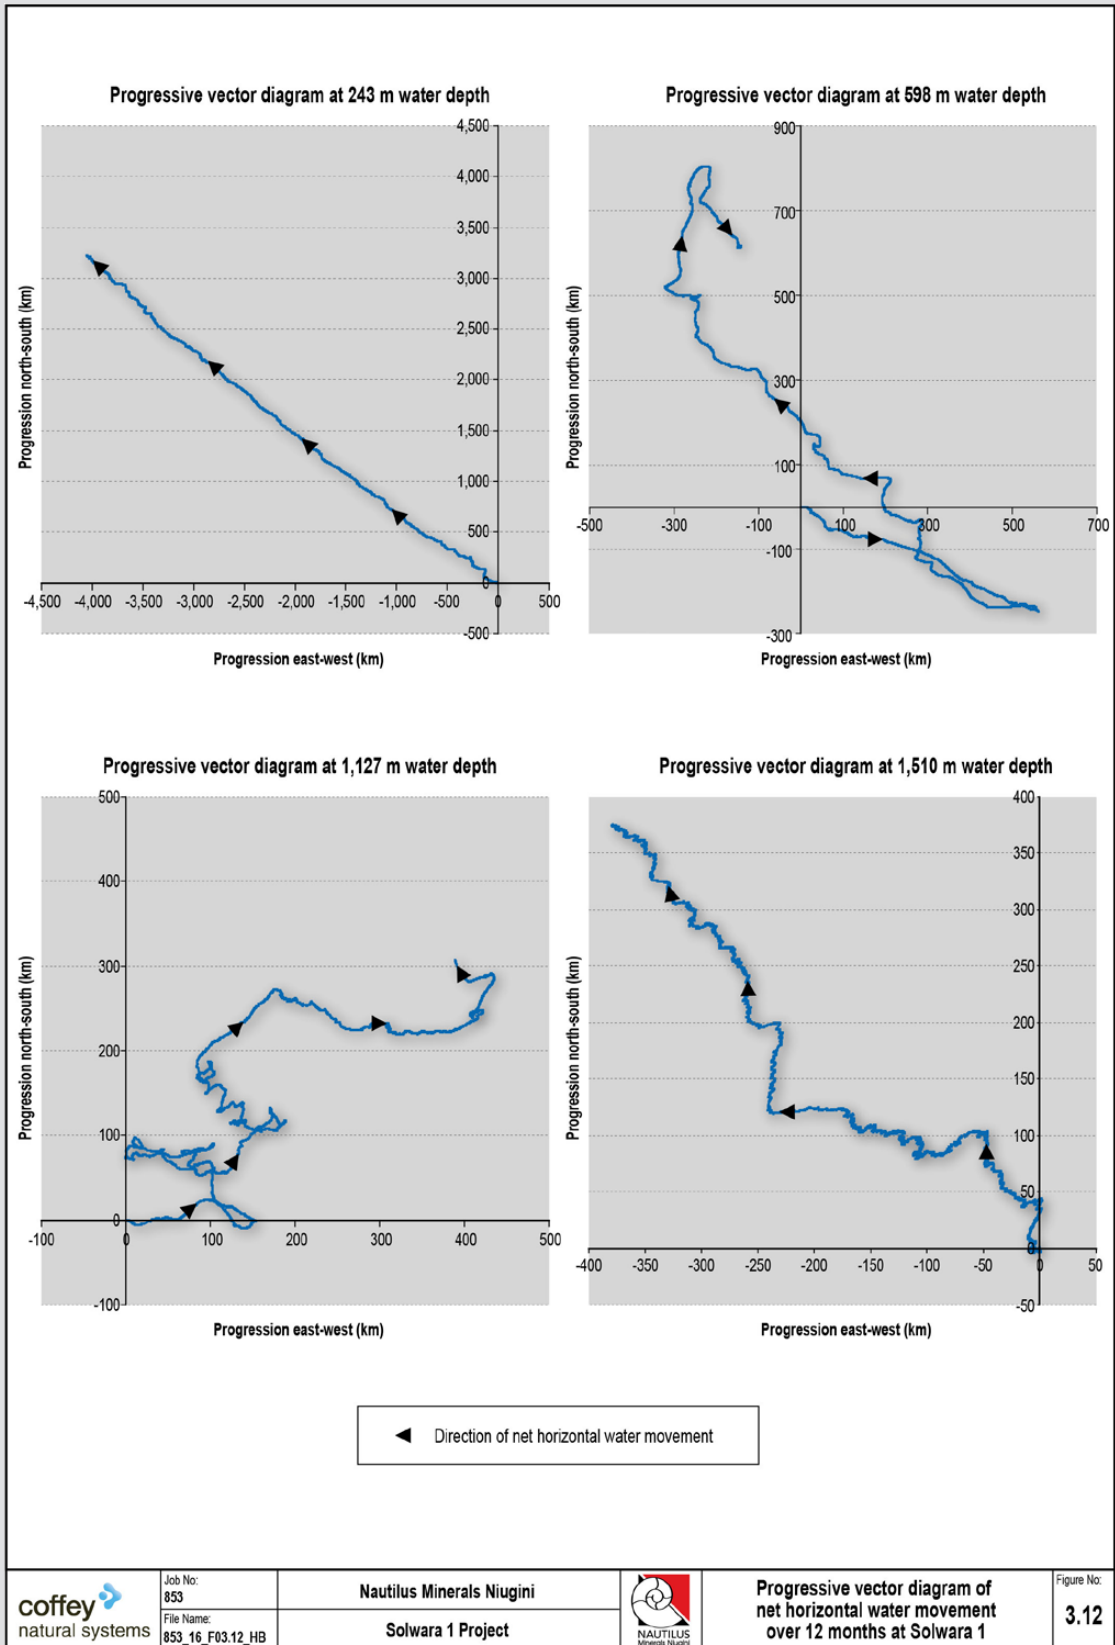 Progressive vector diagram at 243 m water depth
4,500
4,000
3,500
3,000
2,500
2,000
1,500
1,000
500
0
-500
-4,500 -4,000 -3,500 -3,000 -2,500 -2,000 -1,500 -1,000 -500 0 500
Progression north-south (km)
Progression east-west (km)
Progressive vector diagram at 598 m water depth
900
700
500
300
100
-100
-300
-500 -300 -100 100 300 500 700
Progression north-south (km)
Progression east-west (km)
Progressive vector diagram at 1,127 m water depth
500
400
300
200
100
0
-100
-100 0 100 200 300 400 500
Progression north-south (km)
Progression east-west (km)
Progressive vector diagram at 1,510 m water depth
400
350
300
250
200
150
100
50
0
-50
-400 -350 -300 -250 -200 -150 -100 -50 0 50
Progression north-south (km)
Progression east-west (km)
Direction of net horizontal water movement
coffey
natural systems
Job No:
853
File Name:
853_16_F03.12_HB
Nautilus Minerals Niugini
Solwara 1 Project
NAUTILUS
Minerals Niugini
Progressive vector diagram of
net horizontal water movement
over 12 months at Solwara 1
Figure No:
3.12